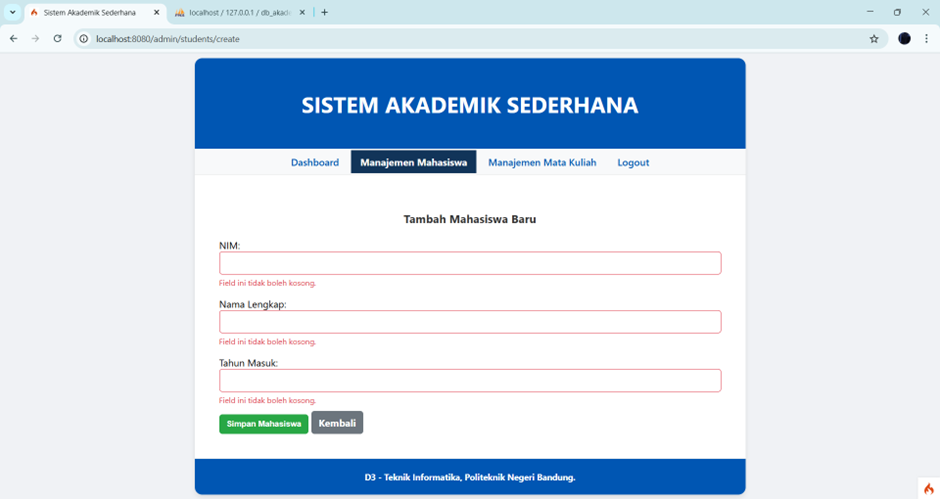 Sistem Akademik Sederhana
localhost / 127.0.0.1 / db_akade
localhost:8080/admin/students/create
SISTEM AKADEMIK SEDERHANA
Dashboard Manajemen Mahasiswa Manajemen Mata Kuliah Logout
Tambah Mahasiswa Baru
NIM:
Field ini tidak boleh kosong.
Nama Lengkap:
Field ini tidak boleh kosong.
Tahun Masuk:
Field ini tidak boleh kosong.
Simpan Mahasiswa Kembali
D3 - Teknik Informatika, Politeknik Negeri Bandung.